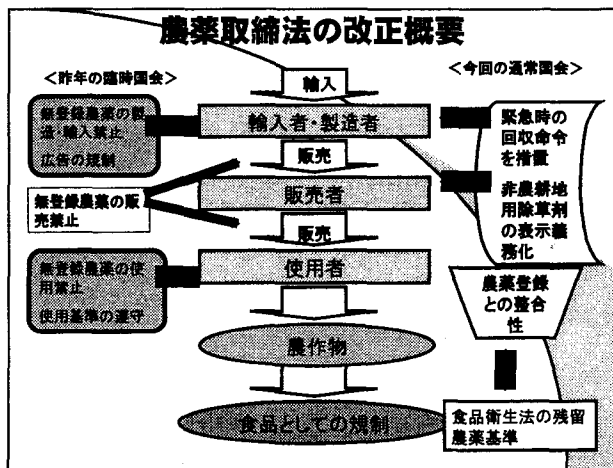 農薬取締法の改正概要
＜昨年の臨時国会＞
＜今回の通常国会＞
輸入
無登録農薬の製
造・輸入禁止
広告の規制
輸入者・製造者
緊急時の
回収命令
を措置
販売
無登録農薬の販
売禁止
販売者
非農耕地
用除草剤
の表示義
務化
販売
無登録農薬の使
用禁止
使用基準の遵守
使用者
農薬登録
との整合
性
農作物
食品としての規制
食品衛生法の残留
農薬基準